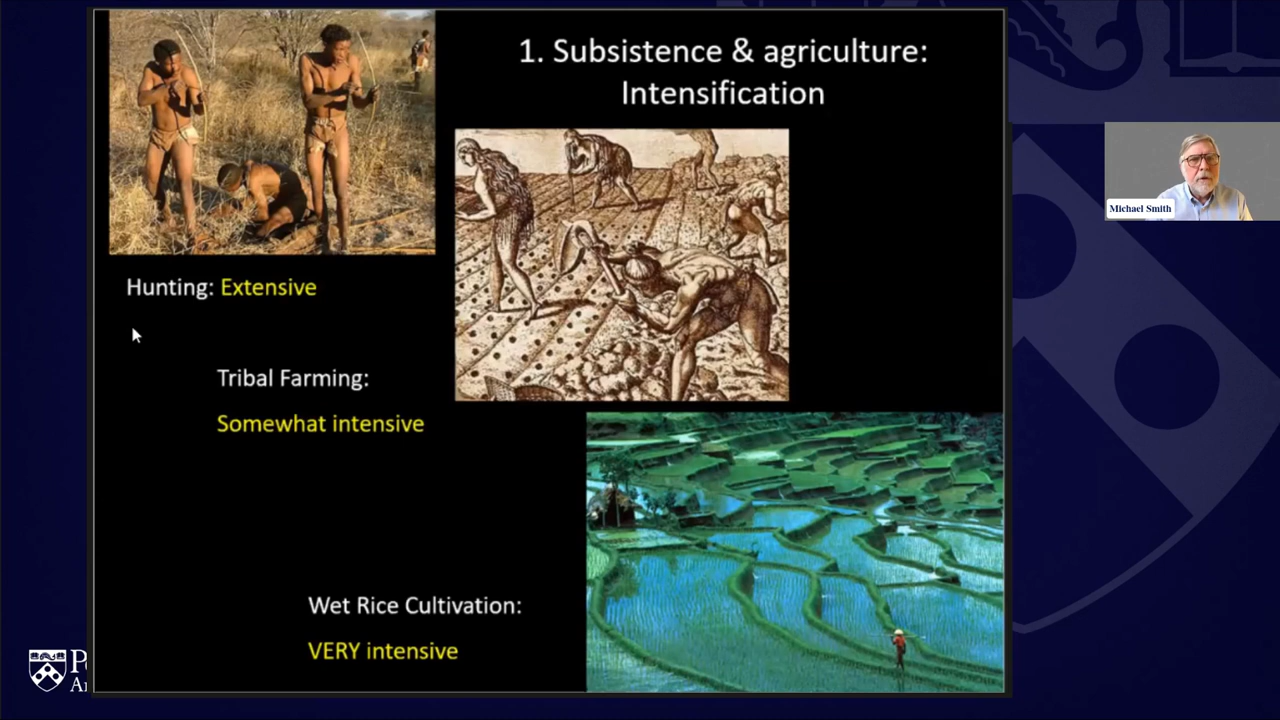 1. Subsistence & agriculture:
Intensification
Hunting: Extensive
Tribal Farming:
Somewhat intensive
Wet Rice Cultivation:
VERY intensive
Michael Smith